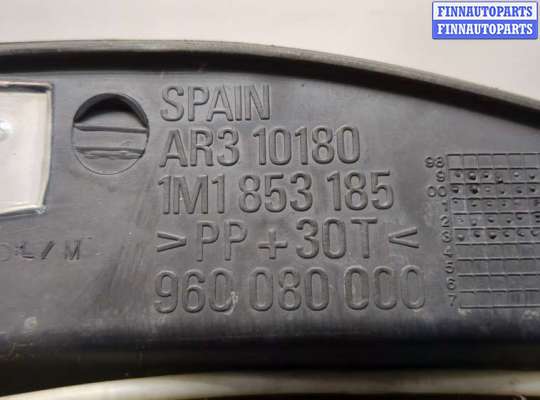 FINNAUTOPARTS
FINNAUTOPARTS
SPAIN
AR3 10180
1M1 853 185
>PP+30T<
960 080 000
/M
98
9
00
1
2
3
4
5
6
7